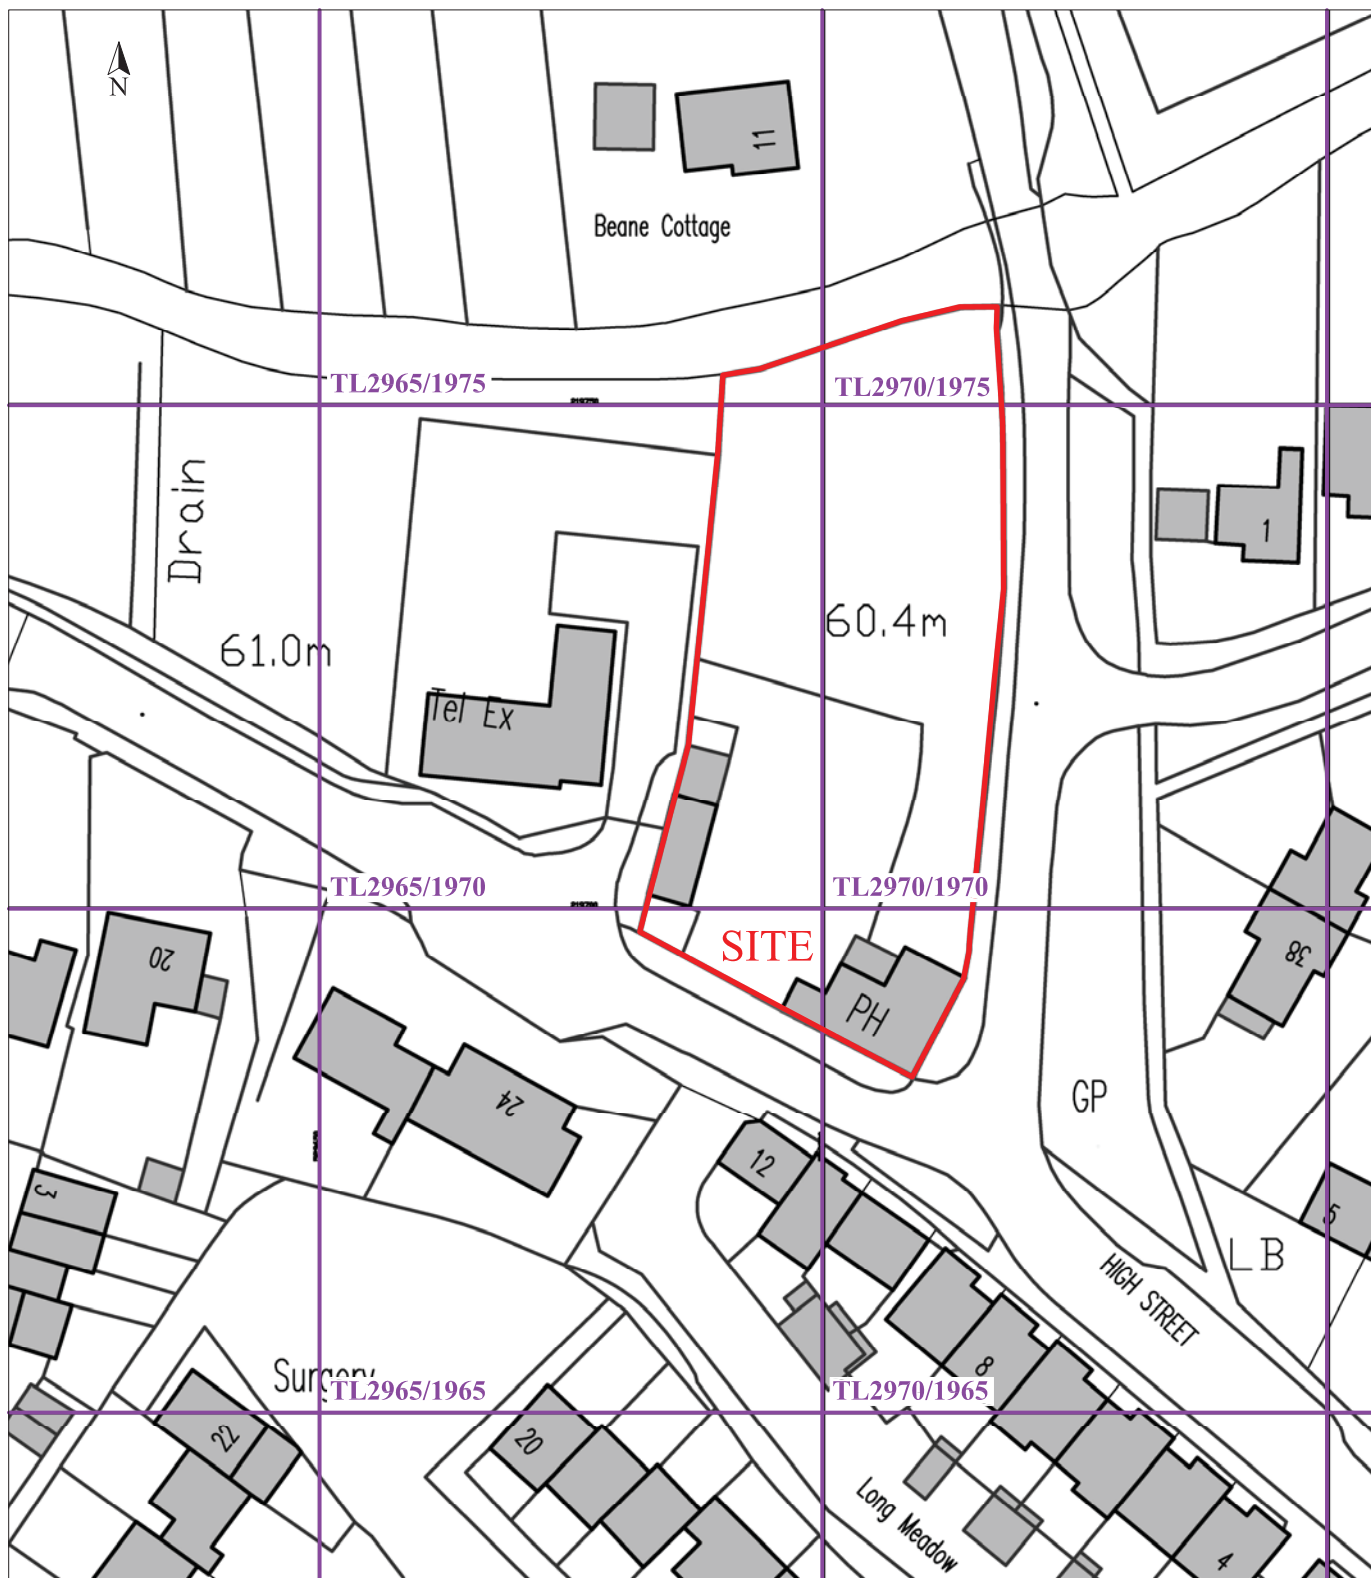 N
11
Beane Cottage
TL2965/1975
TL2970/1975
Drain
1
61.0m
60.4m
Tel Ex
TL2965/1970
TL2970/1970
SITE
20
38
PH
24
GP
12
3
5
LB
HIGH STREET
8
Surgery
TL2965/1965
TL2970/1965
22
20
Long Meadow
4